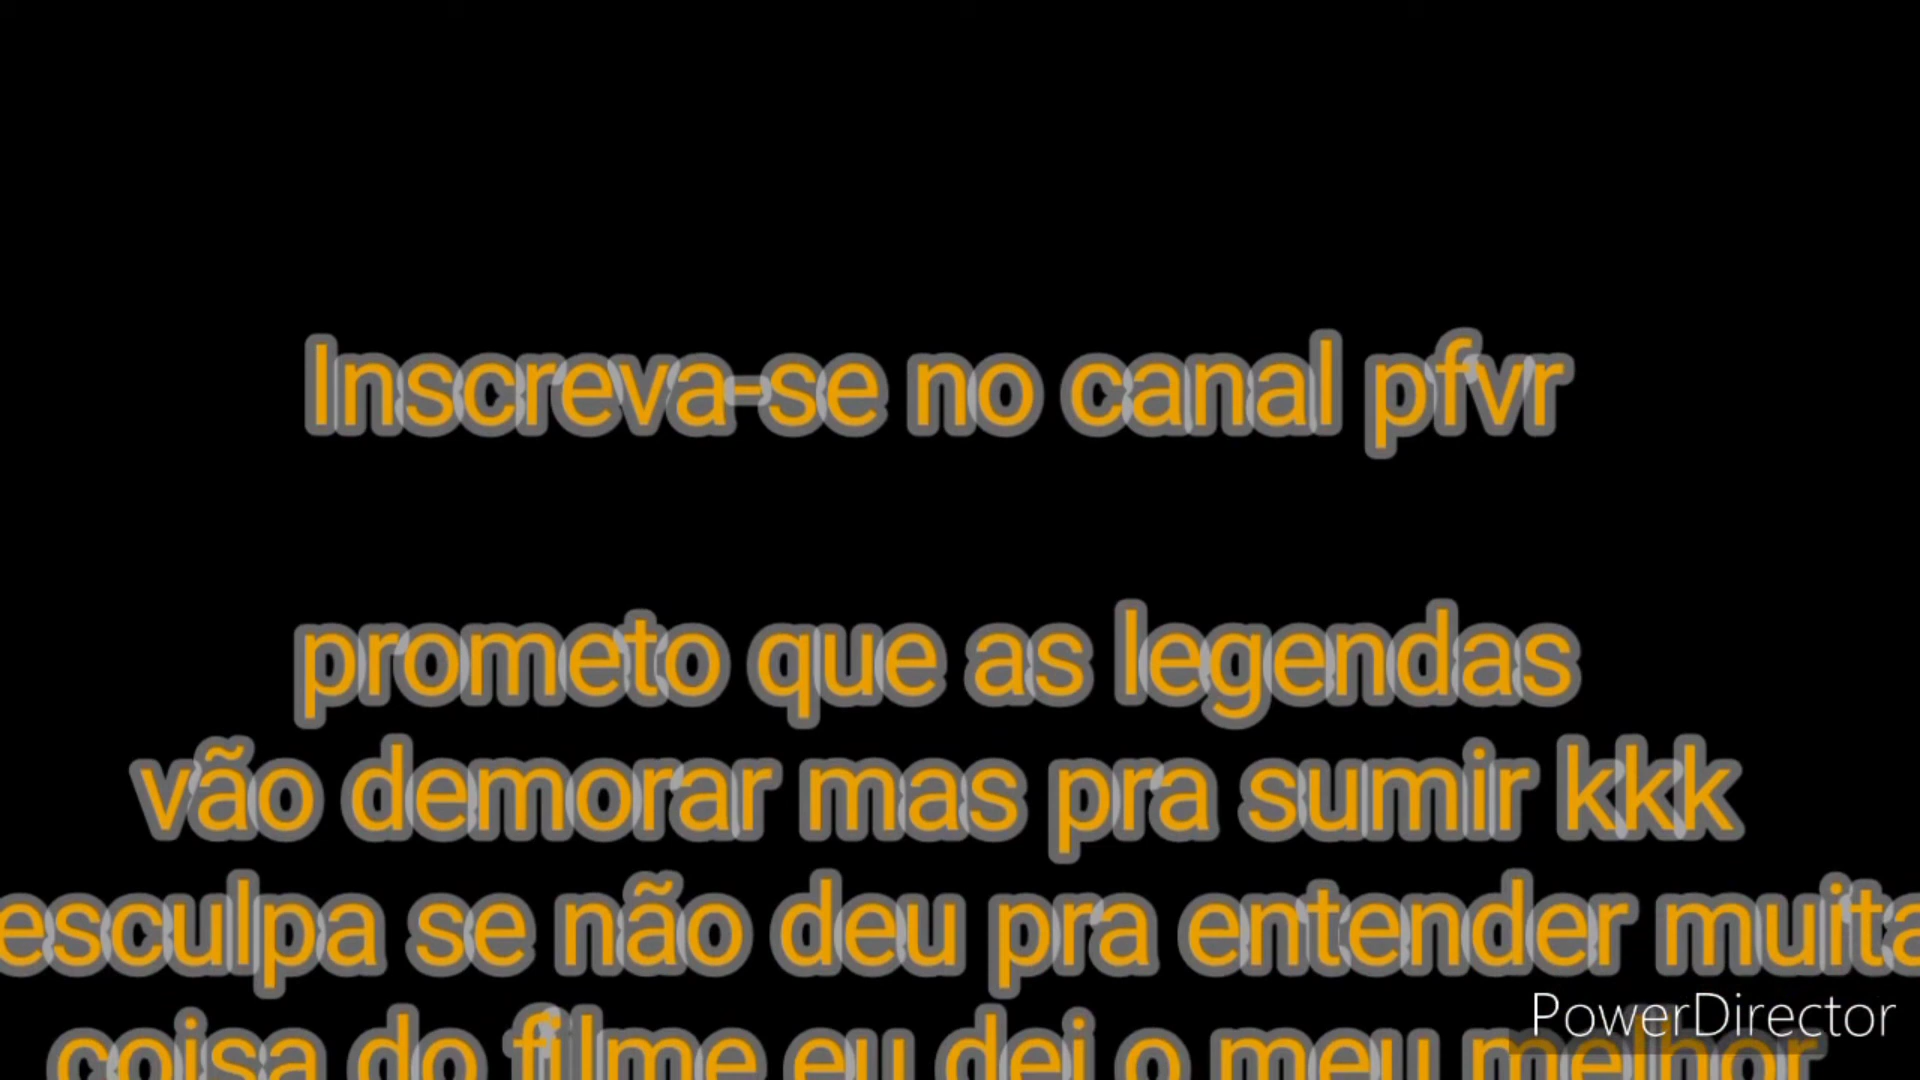 Inscreva-se no canal pfvr
prometo que as legendas
vão demorar mas pra sumir kkk
esculpa se não deu pra entender muita
coisa do filme eu dei o meu melhor
PowerDirector